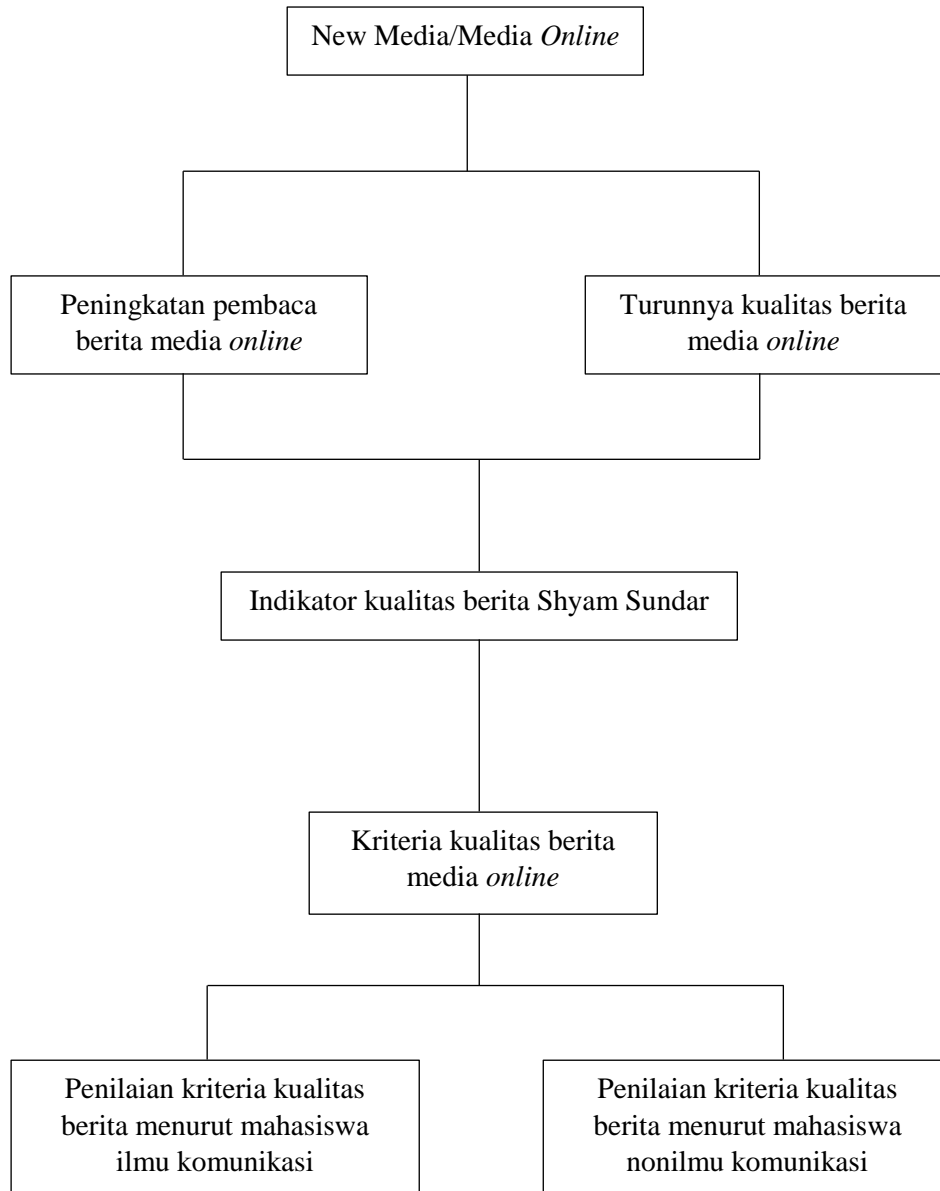 New Media/Media Online
Peningkatan pembaca
berita media online
Turunnya kualitas berita
media online
Indikator kualitas berita Shyam Sundar
Kriteria kualitas berita
media online
Penilaian kriteria kualitas
berita menurut mahasiswa
ilmu komunikasi
Penilaian kriteria kualitas
berita menurut mahasiswa
nonilmu komunikasi